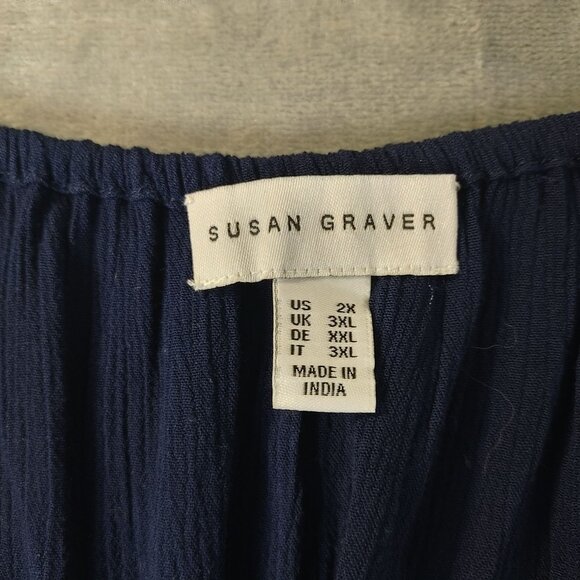 SUSAN GRAVER
US 2X
UK 3XL
DE XXL
IT 3XL
MADE IN
INDIA